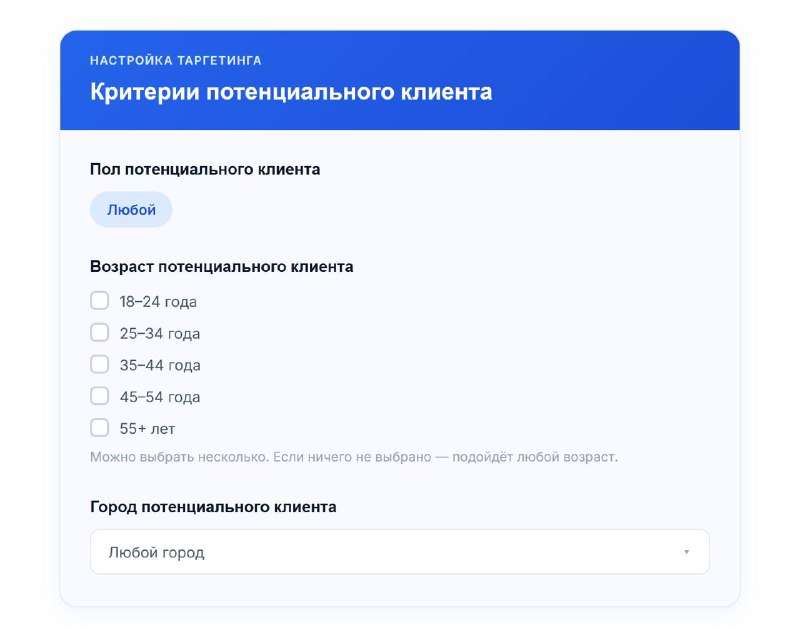 НАСТРОЙКА ТАРГЕТИНГА
Критерии потенциального клиента
Пол потенциального клиента
Любой
Возраст потенциального клиента
18–24 года
25–34 года
35–44 года
45–54 года
55+ лет
Можно выбрать несколько. Если ничего не выбрано — подойдёт любой возраст.
Город потенциального клиента
Любой город